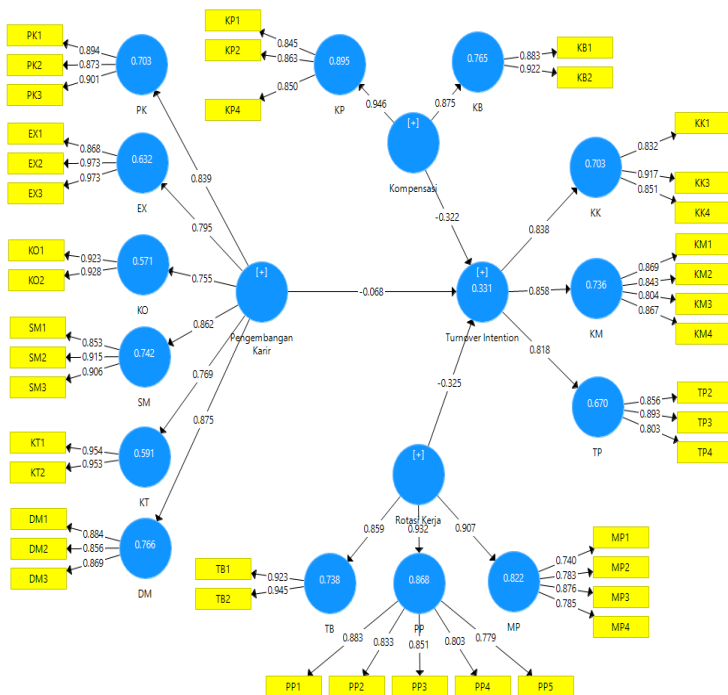 PK1
PK2
PK3
0.894
0.873
0.901
0.703
PK
EX1
EX2
EX3
0.868
0.973
0.973
0.632
EX
KO1
KO2
0.923
0.928
0.571
KO
SM1
SM2
SM3
0.853
0.915
0.906
0.742
SM
KT1
KT2
0.954
0.953
0.591
KT
DM1
DM2
DM3
0.884
0.856
0.869
0.766
DM
0.839
0.795
0.755
0.862
0.769
0.875
[+]
Pengembangan
Karir
KP1
KP2
KP4
0.845
0.863
0.850
0.895
KP
0.946
0.875
0.765
KB
0.883
0.922
KB1
KB2
[+]
Kompensasi
-0.322
-0.068
-0.325
[+]
0.331
Turnover Intention
0.838
0.858
0.818
0.703
KK
0.832
0.917
0.851
KK1
KK3
KK4
0.736
KM
0.869
0.843
0.804
0.867
KM1
KM2
KM3
KM4
0.670
TP
0.856
0.893
0.803
TP2
TP3
TP4
[+]
Rotasi Kerja
0.859
0.932
0.907
TB1
TB2
0.923
0.945
0.738
TB
0.868
PP
0.822
MP
0.740
0.783
0.876
0.785
MP1
MP2
MP3
MP4
0.883
0.833
0.851
0.803
0.779
PP1
PP2
PP3
PP4
PP5